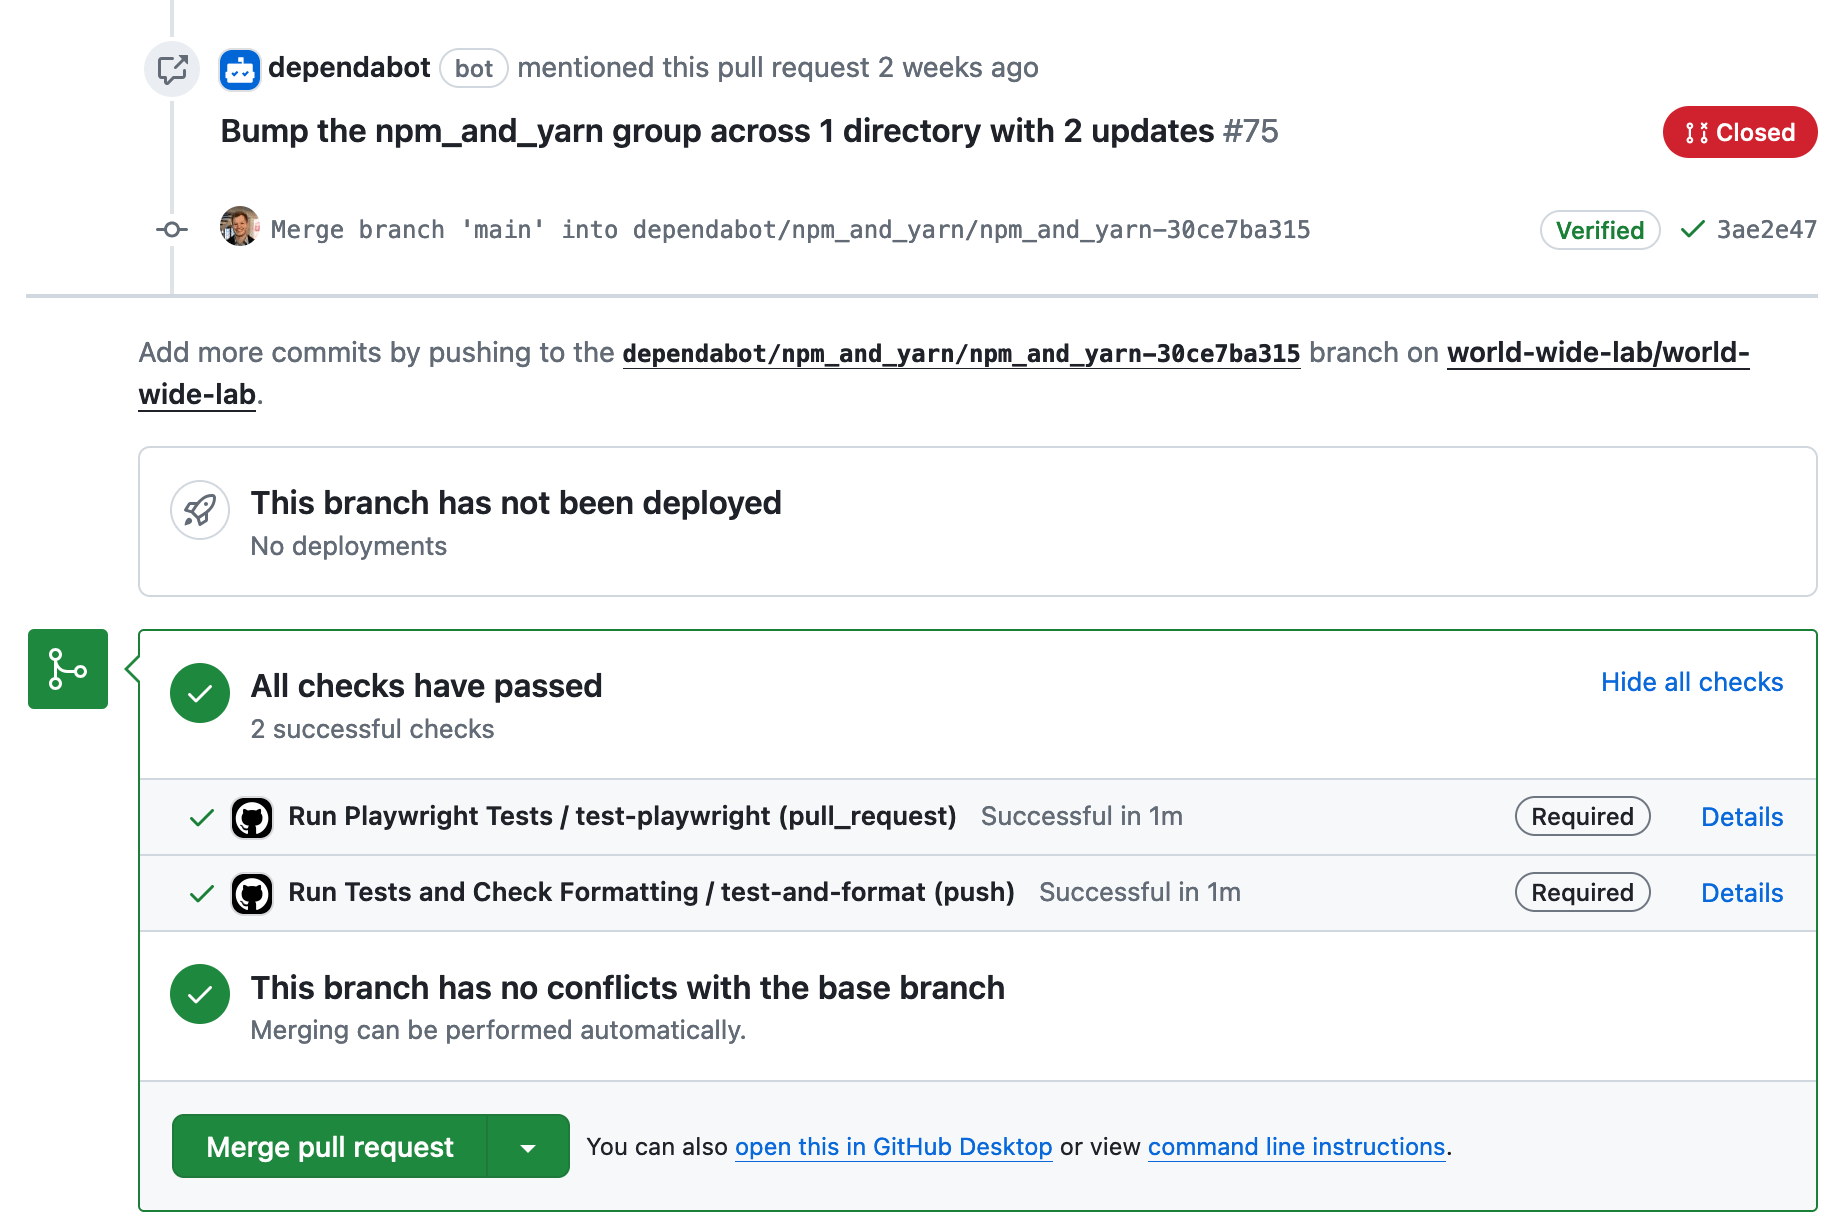 dependabot bot mentioned this pull request 2 weeks ago
Bump the npm_and_yarn group across 1 directory with 2 updates #75 Closed
Merge branch 'main' into dependabot/npm_and_yarn/npm_and_yarn-30ce7ba315 Verified 3ae2e47
Add more commits by pushing to the dependabot/npm_and_yarn/npm_and_yarn-30ce7ba315 branch on world-wide-lab/world-
wide-lab.
This branch has not been deployed
No deployments
All checks have passed Hide all checks
2 successful checks
Run Playwright Tests / test-playwright (pull_request) Successful in 1m Required Details
Run Tests and Check Formatting / test-and-format (push) Successful in 1m Required Details
This branch has no conflicts with the base branch
Merging can be performed automatically.
Merge pull request You can also open this in GitHub Desktop or view command line instructions.